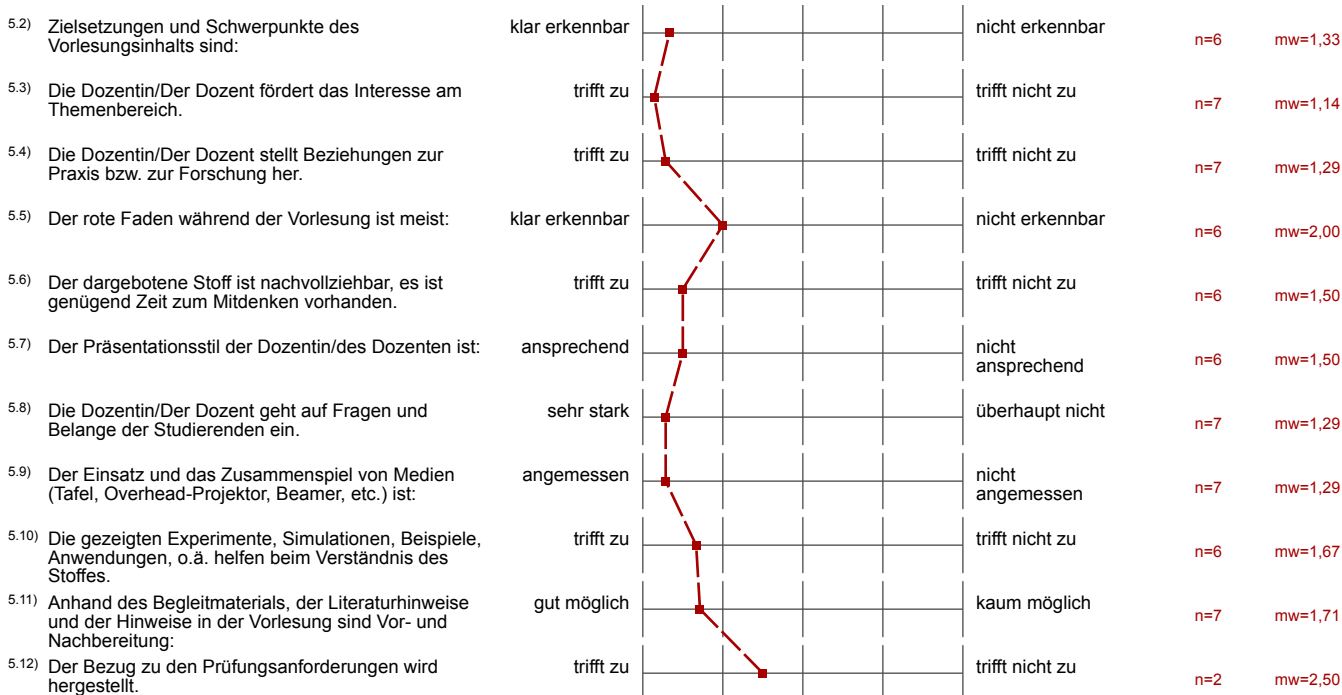 5.2) Zielsetzungen und Schwerpunkte des klar erkennbar nicht erkennbar n=6 mw=1,33
Vorlesungsinhalts sind:
5.3) Die Dozentin/Der Dozent fördert das Interesse am trifft zu trifft nicht zu n=7 mw=1,14
Themenbereich.
5.4) Die Dozentin/Der Dozent stellt Beziehungen zur trifft zu trifft nicht zu n=7 mw=1,29
Praxis bzw. zur Forschung her.
5.5) Der rote Faden während der Vorlesung ist meist: klar erkennbar nicht erkennbar n=6 mw=2,00
5.6) Der dargebotene Stoff ist nachvollziehbar, es ist trifft zu trifft nicht zu n=6 mw=1,50
genügend Zeit zum Mitdenken vorhanden.
5.7) Der Präsentationsstil der Dozentin/des Dozenten ist: ansprechend nicht n=6 mw=1,50
ansprechend
5.8) Die Dozentin/Der Dozent geht auf Fragen und sehr stark überhaupt nicht n=7 mw=1,29
Belange der Studierenden ein.
5.9) Der Einsatz und das Zusammenspiel von Medien angemessen nicht n=7 mw=1,29
(Tafel, Overhead-Projektor, Beamer, etc.) ist: angemessen
5.10) Die gezeigten Experimente, Simulationen, Beispiele, trifft zu trifft nicht zu n=6 mw=1,67
Anwendungen, o.ä. helfen beim Verständnis des
Stoffes.
5.11) Anhand des Begleitmaterials, der Literaturhinweise gut möglich kaum möglich n=7 mw=1,71
und der Hinweise in der Vorlesung sind Vor- und
Nachbereitung:
5.12) Der Bezug zu den Prüfungsanforderungen wird trifft zu trifft nicht zu n=2 mw=2,50
hergestellt.